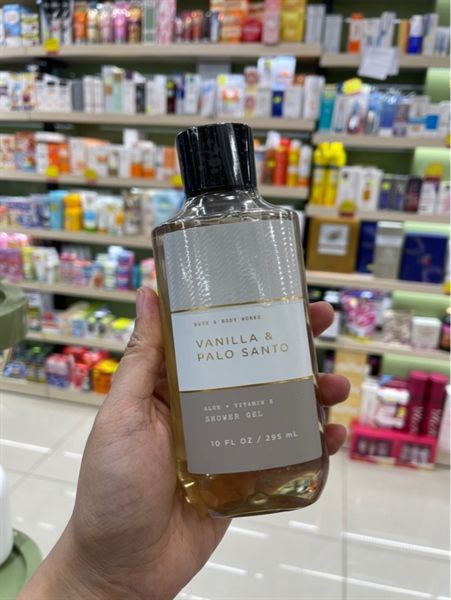 BATH & BODY WORKS
VANILLA &
PALO SANTO
ALOE + VITAMIN E
SHOWER GEL
10 FL OZ / 295 mL